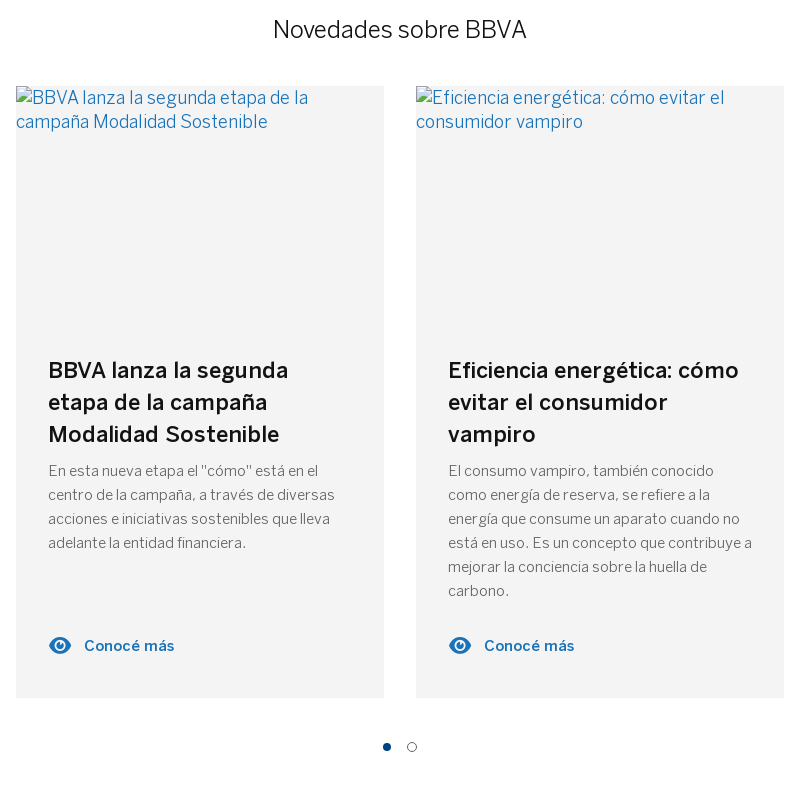 Novedades sobre BBVA
BBVA lanza la segunda etapa de la
campaña Modalidad Sostenible
BBVA lanza la segunda
etapa de la campaña
Modalidad Sostenible
En esta nueva etapa el "cómo" está en el
centro de la campaña, a través de diversas
acciones e iniciativas sostenibles que lleva
adelante la entidad financiera.
Conocé más
Eficiencia energética: cómo evitar el
consumidor vampiro
Eficiencia energética: cómo
evitar el consumidor
vampiro
El consumo vampiro, también conocido
como energía de reserva, se refiere a la
energía que consume un aparato cuando no
está en uso. Es un concepto que contribuye a
mejorar la conciencia sobre la huella de
carbono.
Conocé más